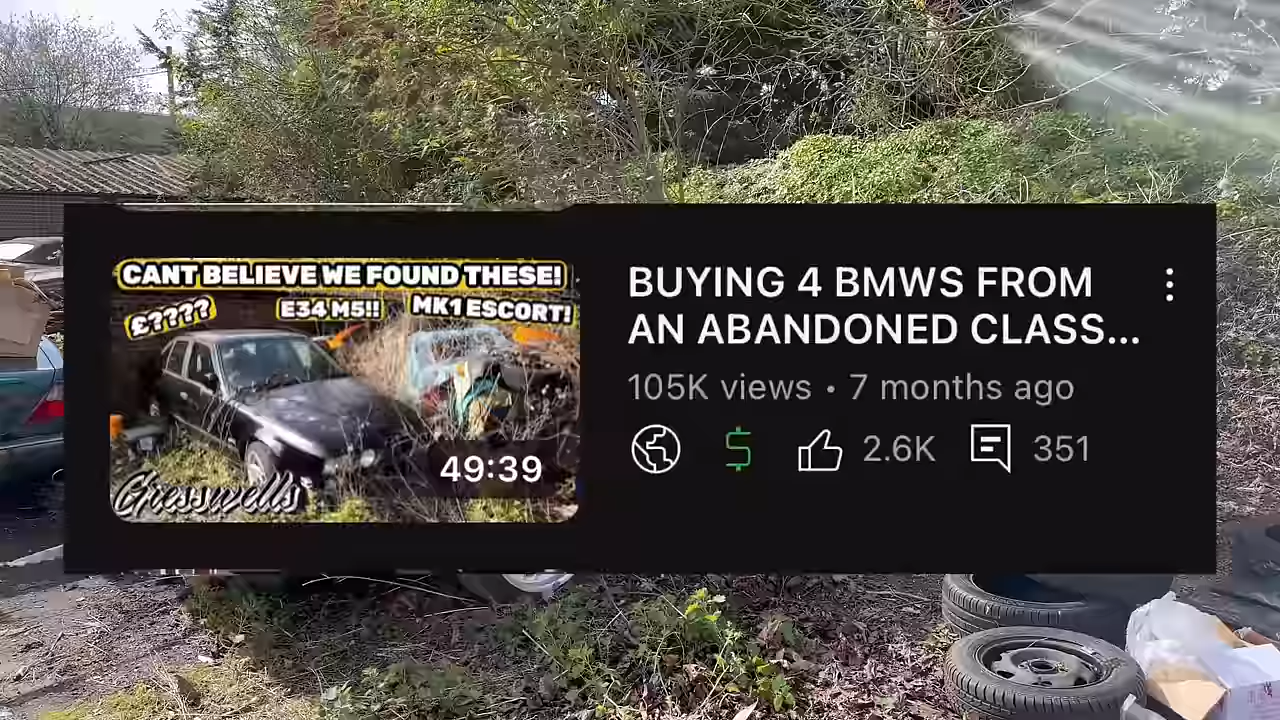 CANT BELIEVE WE FOUND THESE!
£???? E34 M5!! MK1 ESCORT!
Gresswells
49:39
BUYING 4 BMWS FROM
AN ABANDONED CLASS...
105K views • 7 months ago
2.6K 351